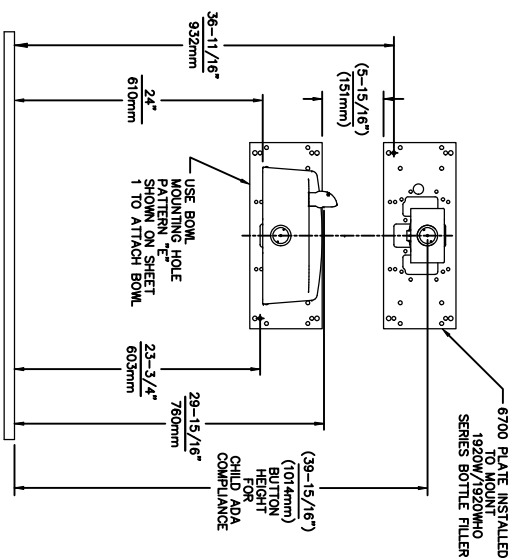 36-11/16"
932mm
24"
610mm
(5-15/16")
(151mm)
USE BOWL
MOUNTING HOLE
PATTERN "E"
SHOWN ON SHEET
1 TO ATTACH BOWL
6700 PLATE INSTALLED
TO MOUNT
1920W/1920WHO
SERIES BOTTLE FILLER
23-3/4"
603mm
29-15/16"
760mm
(39-15/16")
(1014mm)
BUTTON
HEIGHT
FOR
CHILD ADA
COMPLIANCE